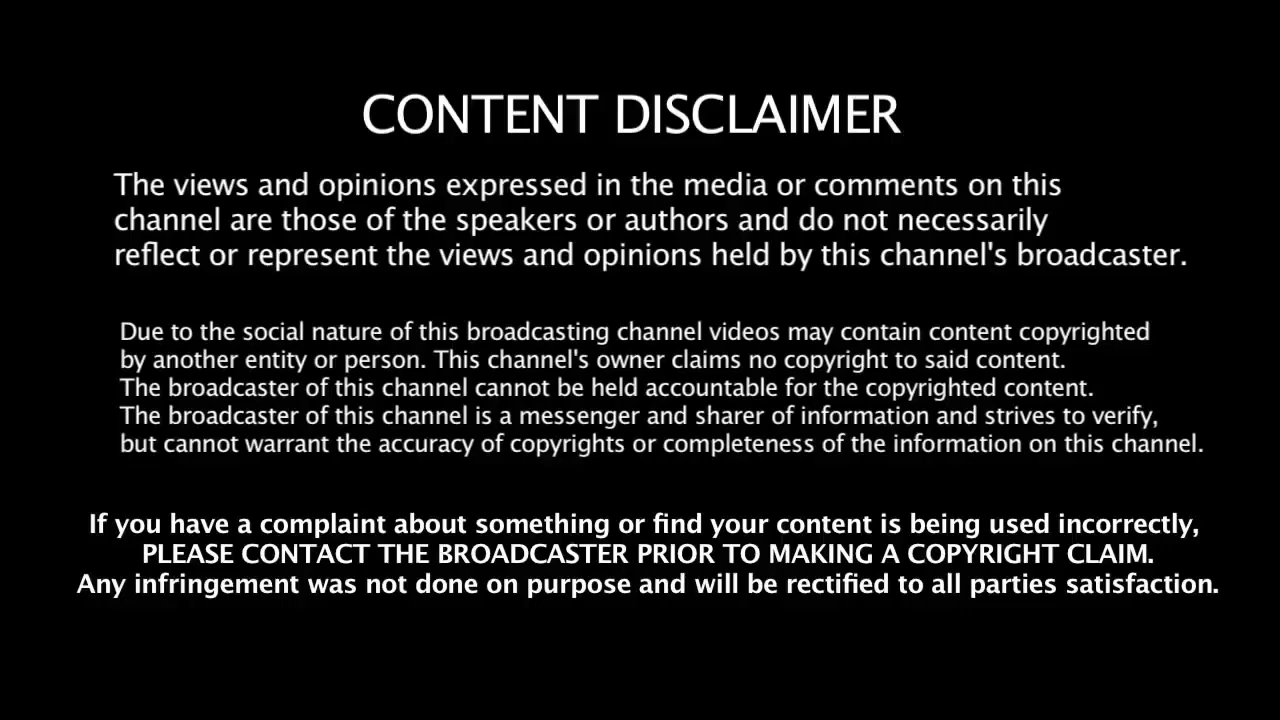 CONTENT DISCLAIMER
The views and opinions expressed in the media or comments on this
channel are those of the speakers or authors and do not necessarily
reflect or represent the views and opinions held by this channel's broadcaster.
Due to the social nature of this broadcasting channel videos may contain content copyrighted
by another entity or person. This channel's owner claims no copyright to said content.
The broadcaster of this channel cannot be held accountable for the copyrighted content.
The broadcaster of this channel is a messenger and sharer of information and strives to verify,
but cannot warrant the accuracy of copyrights or completeness of the information on this channel.
If you have a complaint about something or find your content is being used incorrectly,
PLEASE CONTACT THE BROADCASTER PRIOR TO MAKING A COPYRIGHT CLAIM.
Any infringement was not done on purpose and will be rectified to all parties satisfaction.